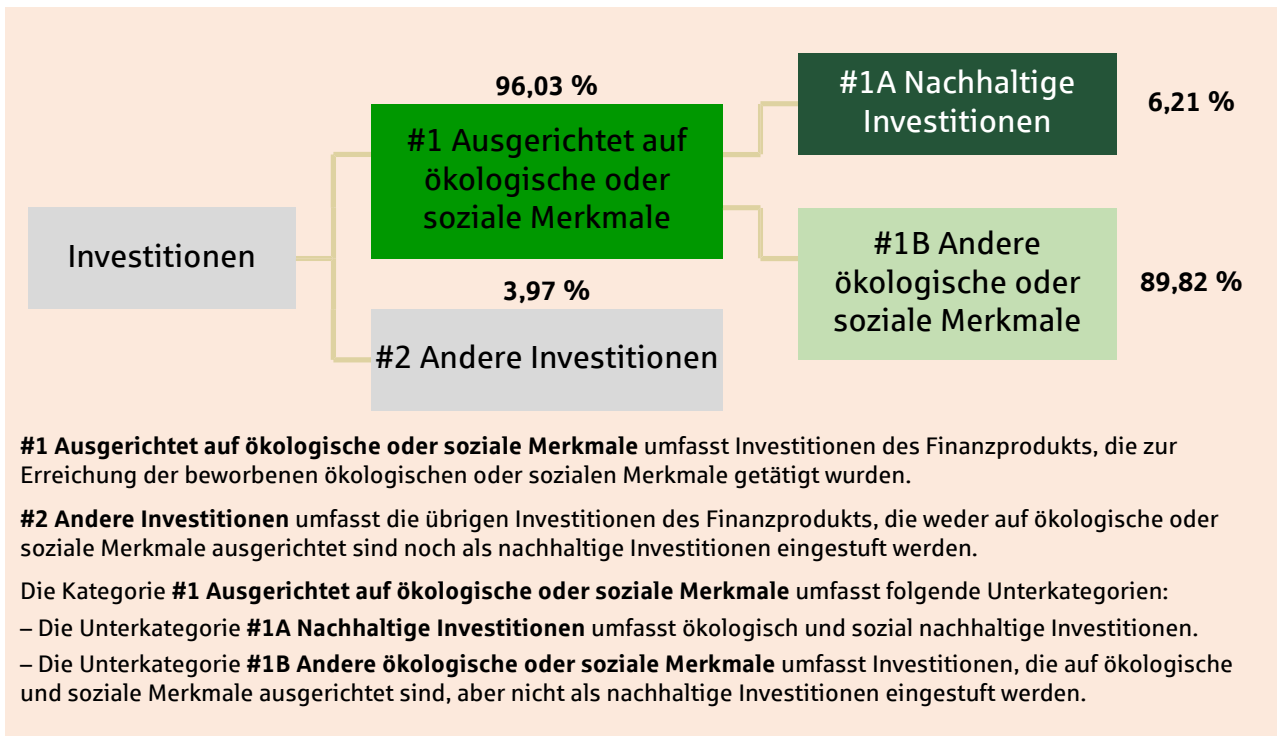 96,03 %
#1 Ausgerichtet auf
ökologische oder
soziale Merkmale
#1A Nachhaltige
Investitionen
6,21 %
Investitionen
#1B Andere
ökologische oder
soziale Merkmale
89,82 %
3,97 %
#2 Andere Investitionen
#1 Ausgerichtet auf ökologische oder soziale Merkmale umfasst Investitionen des Finanzprodukts, die zur
Erreichung der beworbenen ökologischen oder sozialen Merkmale getätigt wurden.
#2 Andere Investitionen umfasst die übrigen Investitionen des Finanzprodukts, die weder auf ökologische oder
soziale Merkmale ausgerichtet sind noch als nachhaltige Investitionen eingestuft werden.
Die Kategorie #1 Ausgerichtet auf ökologische oder soziale Merkmale umfasst folgende Unterkategorien:
– Die Unterkategorie #1A Nachhaltige Investitionen umfasst ökologisch und sozial nachhaltige Investitionen.
– Die Unterkategorie #1B Andere ökologische oder soziale Merkmale umfasst Investitionen, die auf ökologische
und soziale Merkmale ausgerichtet sind, aber nicht als nachhaltige Investitionen eingestuft werden.